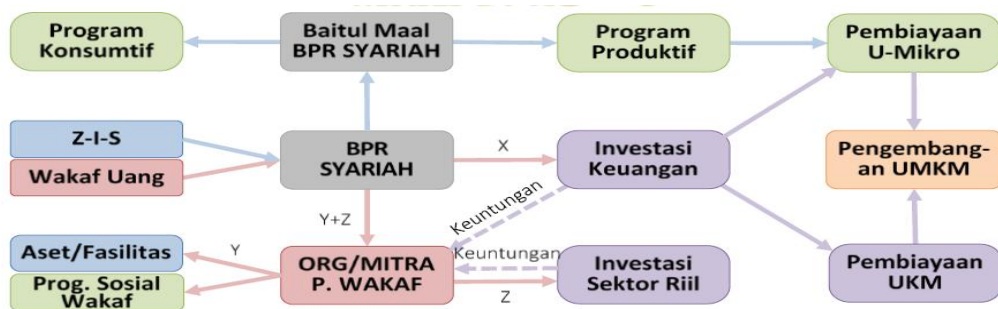 Program
Konsumtif
Baitul Maal
BPR SYARIAH
Program
Produktif
Pembiayaan
U-Mikro
Z-I-S
Wakaf Uang
BPR
SYARIAH
X
Investasi
Keuangan
Pengembang-
an UMKM
Y+Z
Keuntungan
Aset/Fasilitas
Prog. Sosial
Wakaf
Y
ORG/MITRA
P. WAKAF
Keuntungan
Z
Investasi
Sektor Riil
Pembiayaan
UKM